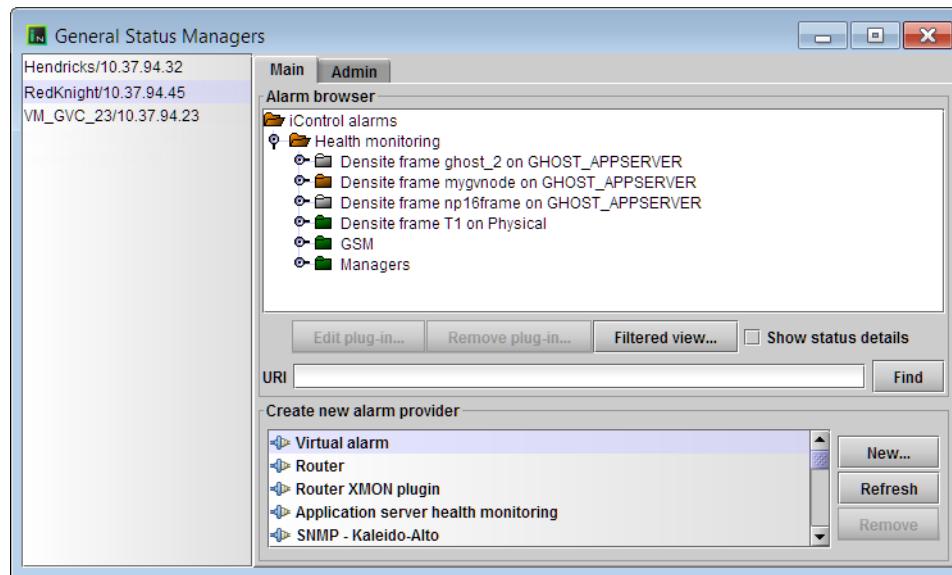 General Status Managers
Hendricks/10.37.94.32
RedKnight/10.37.94.45
VM_GVC_23/10.37.94.23
Main Admin
Alarm browser
iControl alarms
Health monitoring
Densite frame ghost_2 on GHOST_APPSERVER
Densite frame mygvnode on GHOST_APPSERVER
Densite frame np16frame on GHOST_APPSERVER
Densite frame T1 on Physical
GSM
Managers
Edit plug-in... Remove plug-in... Filtered view... Show status details
URI Find
Create new alarm provider
Virtual alarm
Router
Router XMON plugin
Application server health monitoring
SNMP - Kaleido-Alto
New...
Refresh
Remove